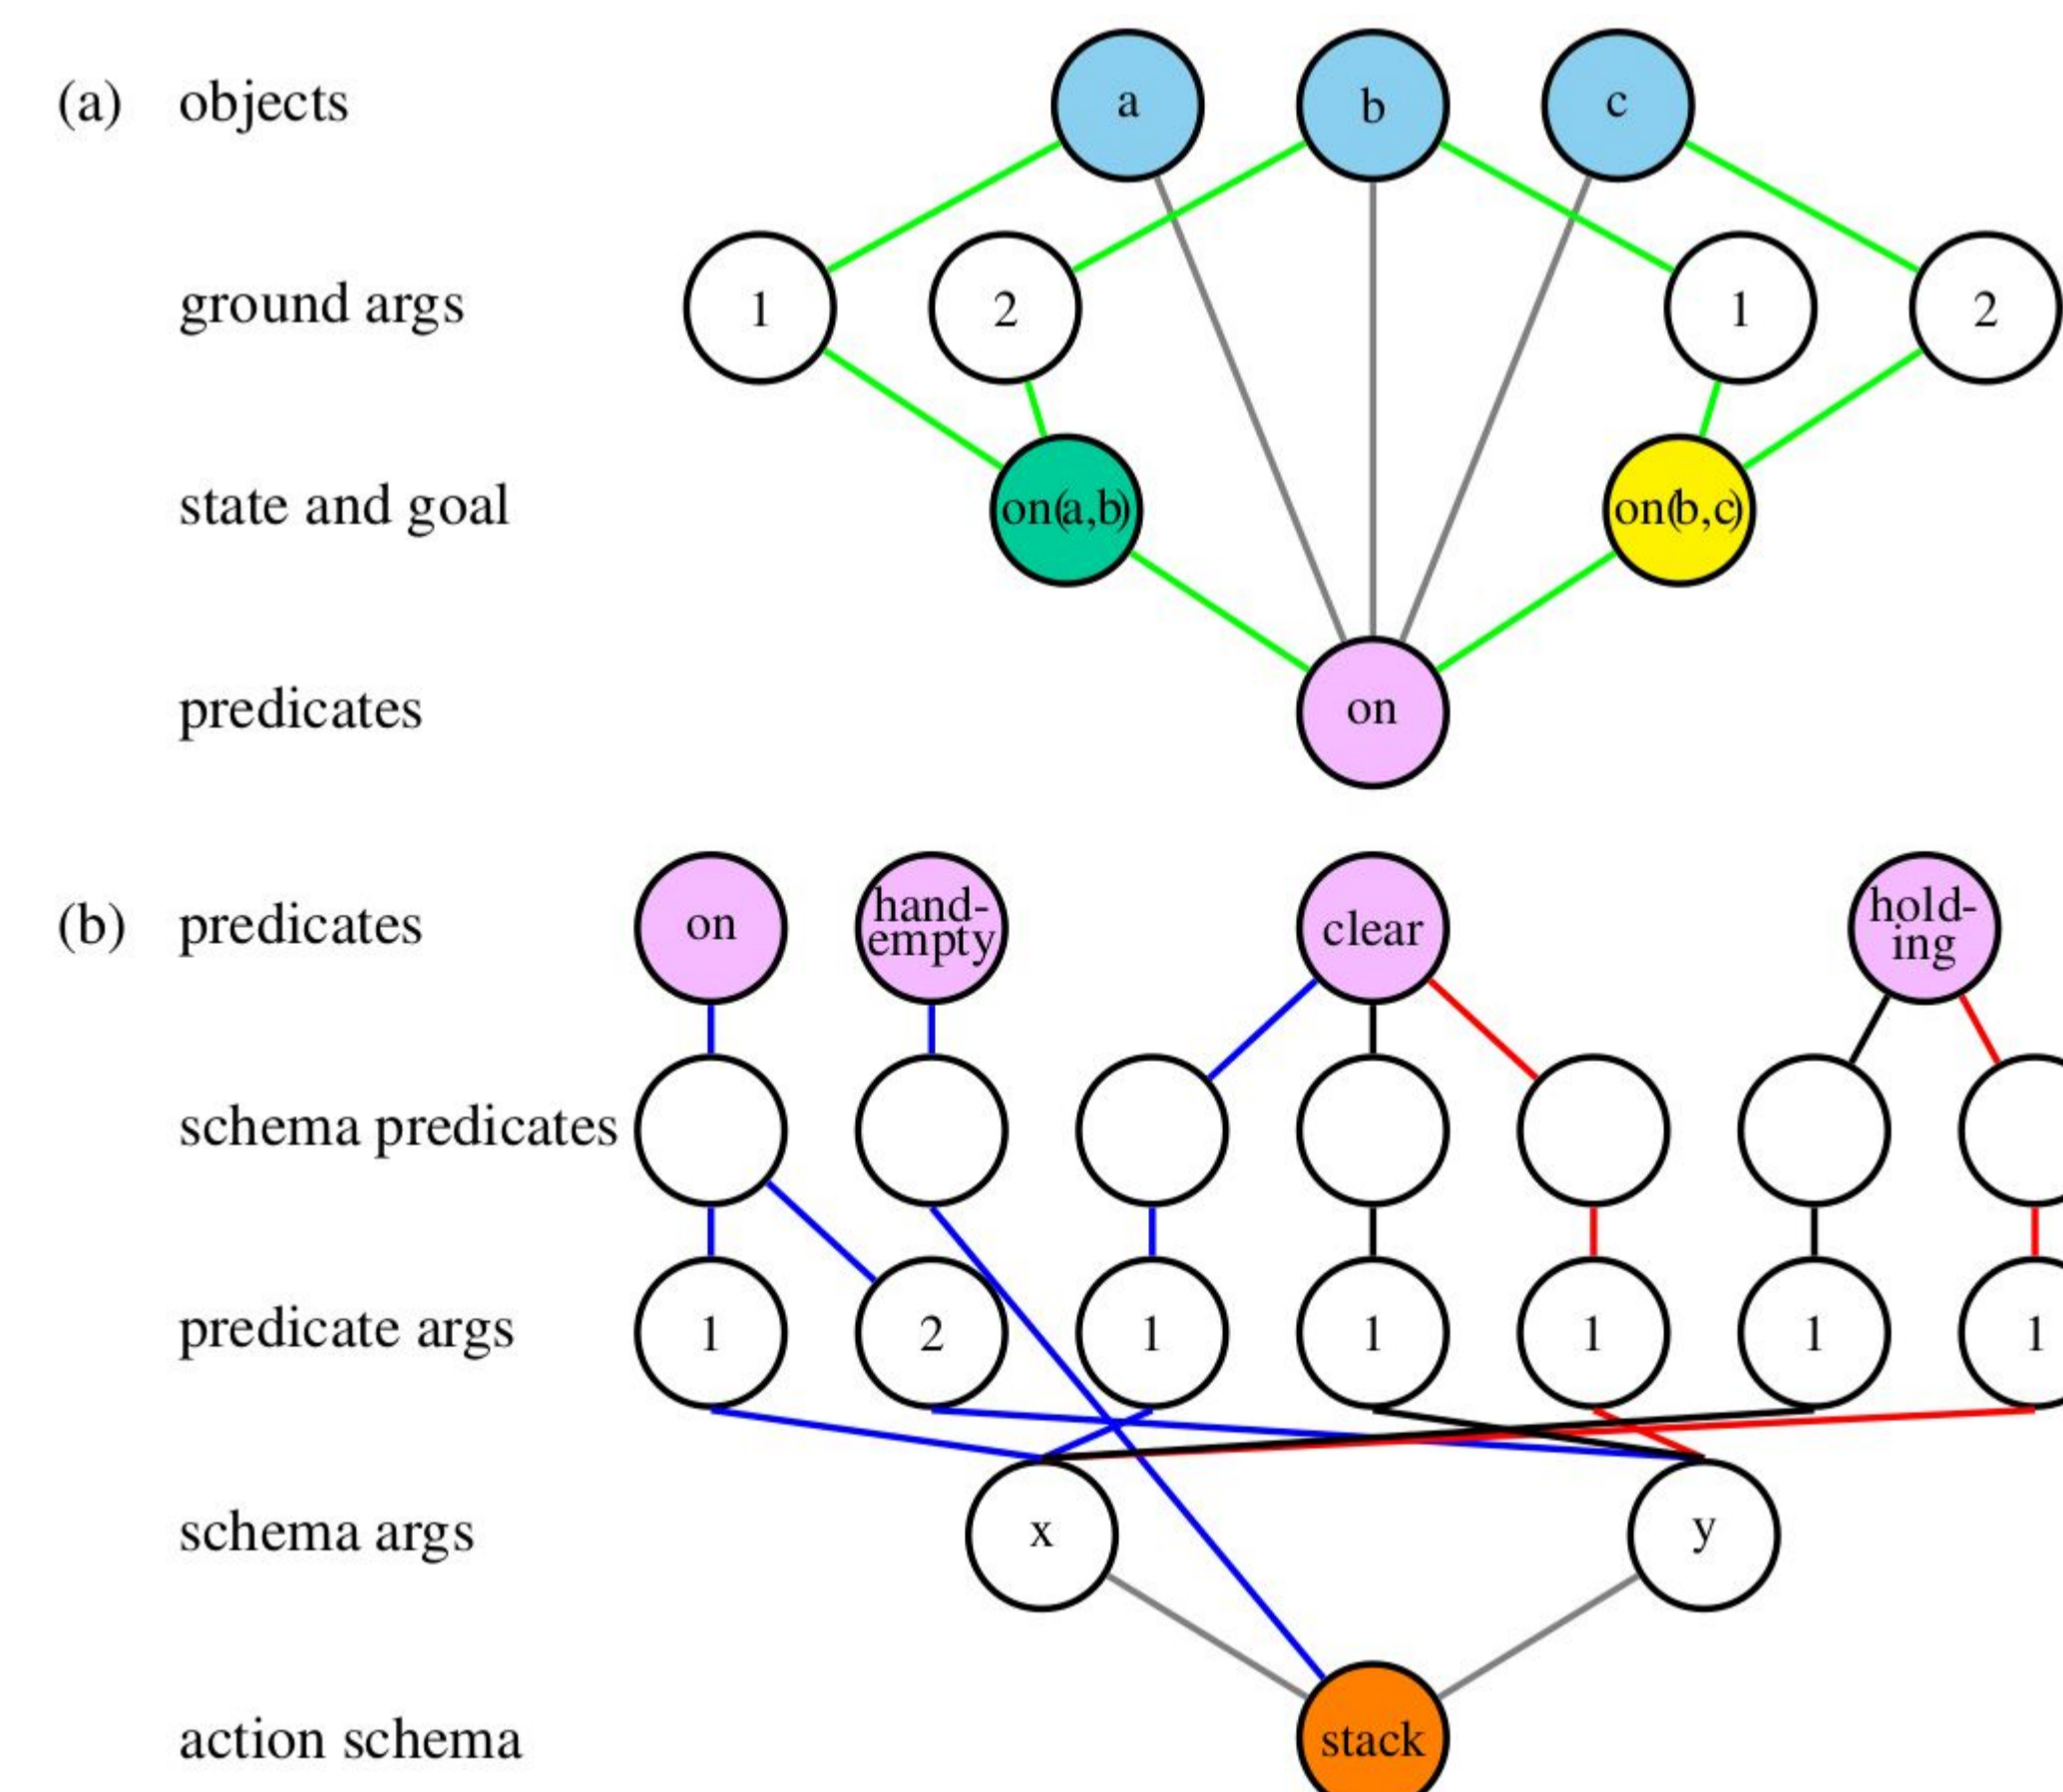 (a) objects a b c
ground args 1 2 1 2
state and goal on(a,b) on(b,c)
predicates on
(b) predicates on hand-
empty clear hold-
ing
schema predicates
predicate args 1 2 1 1 1 1 1
schema args x y
action schema stack